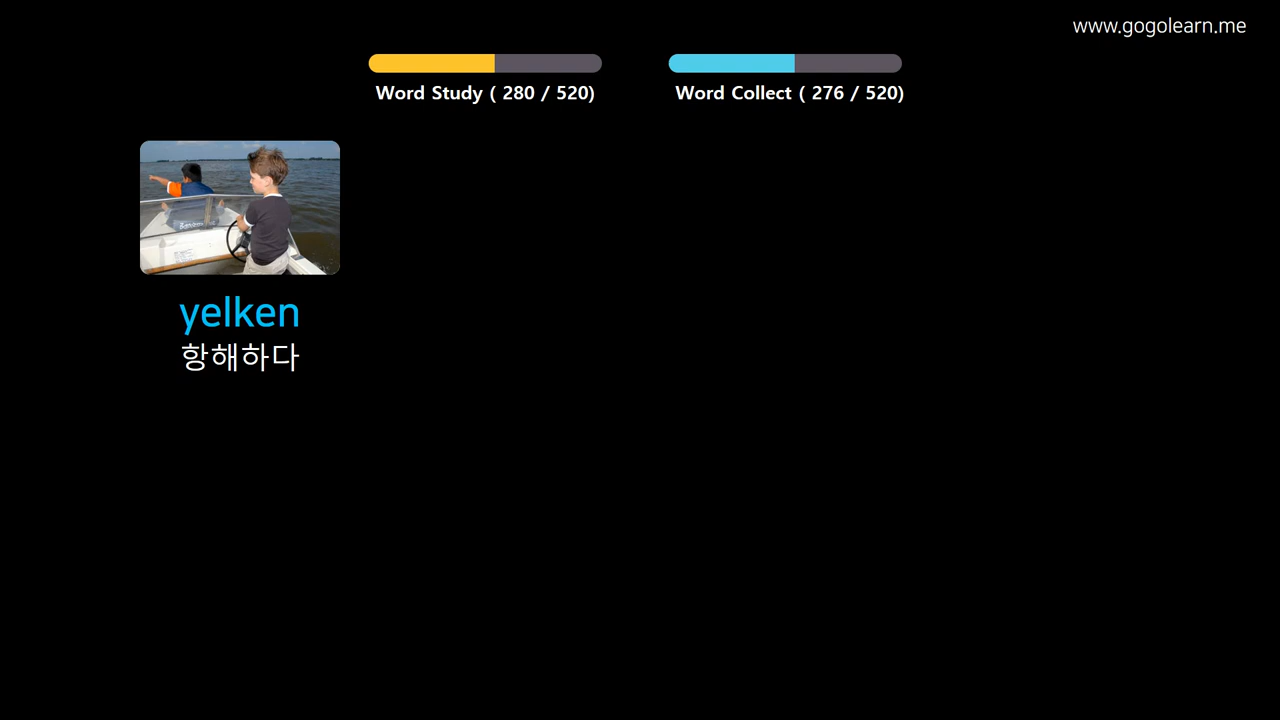 www.gogolearn.me
Word Study ( 280 / 520)
Word Collect ( 276 / 520)
yelken
항해하다